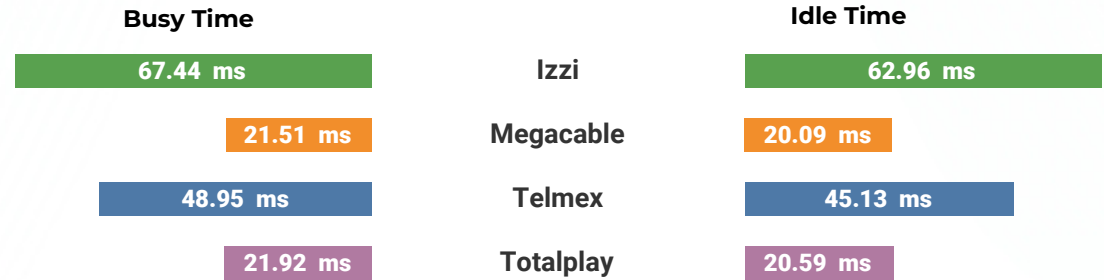 Busy Time Idle Time
67.44 ms Izzi 62.96 ms
21.51 ms Megacable 20.09 ms
48.95 ms Telmex 45.13 ms
21.92 ms Totalplay 20.59 ms